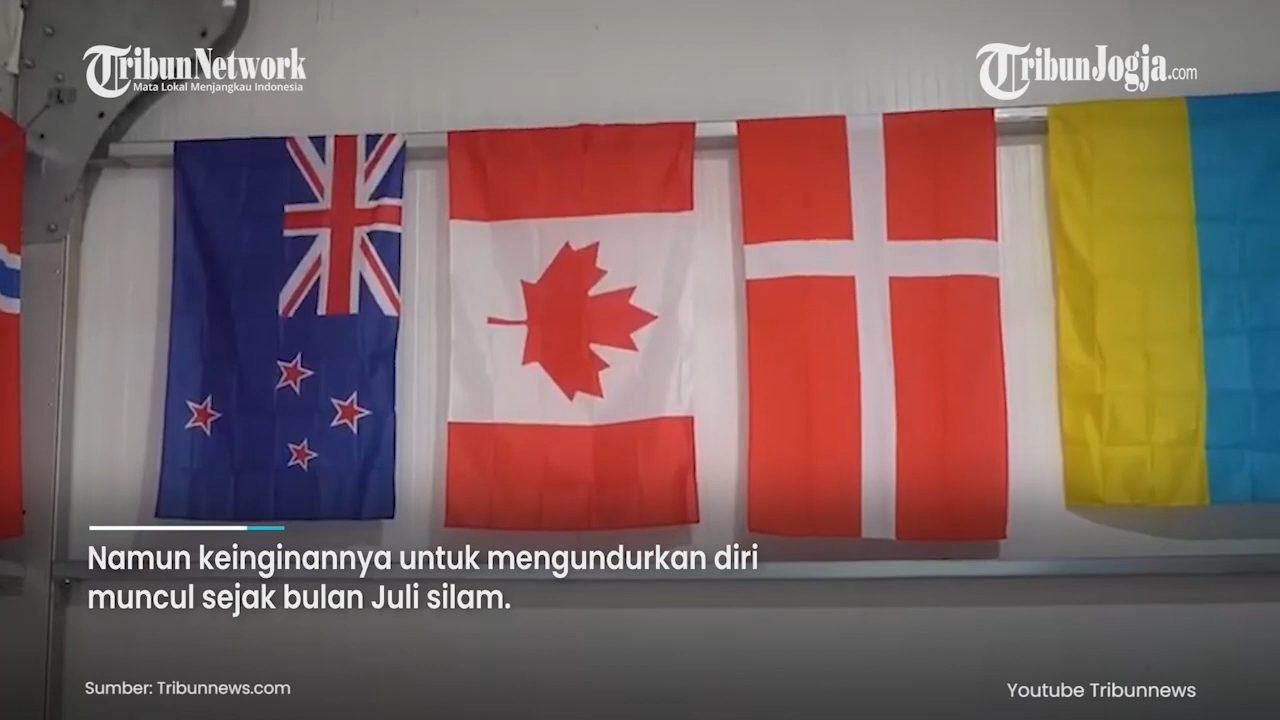 TribunNetwork
Mata Lokal Menjangkau Indonesia
TribunJogja.com
Namun keinginannya untuk mengundurkan diri
muncul sejak bulan Juli silam.
Sumber: Tribunnews.com
Youtube Tribunnews